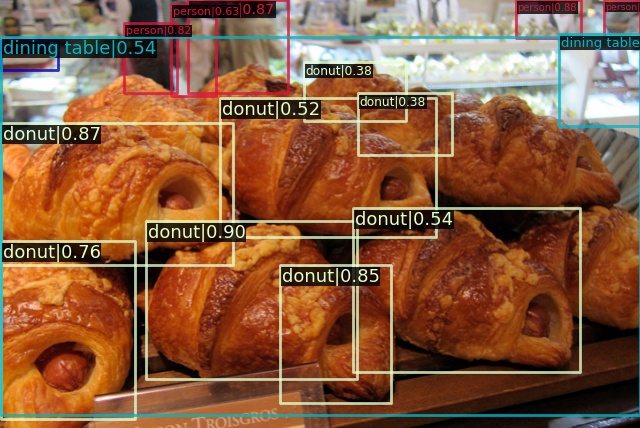 person|0.63
0.87
person|0.88
person
person|0.82
dining table|0.54
dining table
donut|0.38
donut|0.52
donut|0.38
donut|0.87
donut|0.90
donut|0.54
donut|0.76
donut|0.85
ON TROISGROS